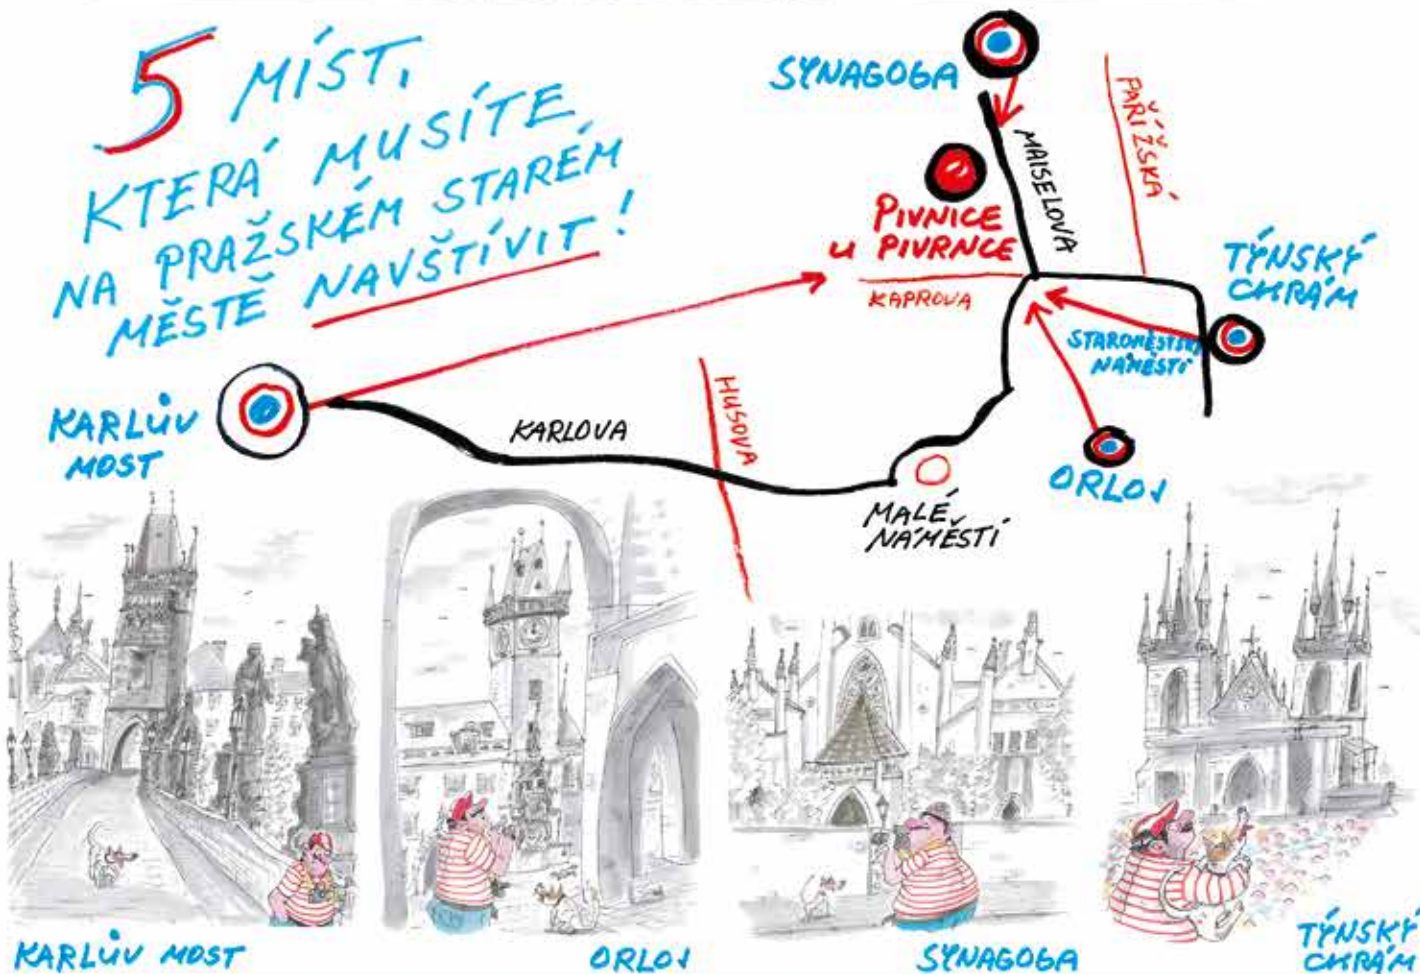 5 MÍST,
KTERÁ MUSÍTE
NA PRAŽSKÉM STARÉM
MĚSTĚ NAVŠTÍVIT!
SYNAGOGA
MAISELOVA
PAŘÍŽSKÁ
PIVNICE
U PIVRNCE
KAPROVA
TÝNSKÝ
CHRÁM
STAROMĚSTSKÉ
NÁMĚSTÍ
KARLŮV
MOST
KARLOVA
HUSOVA
MALÉ
NÁMĚSTÍ
ORLOJ
KARLŮV MOST
ORLOJ
SYNAGOGA
TÝNSKÝ
CHRÁM